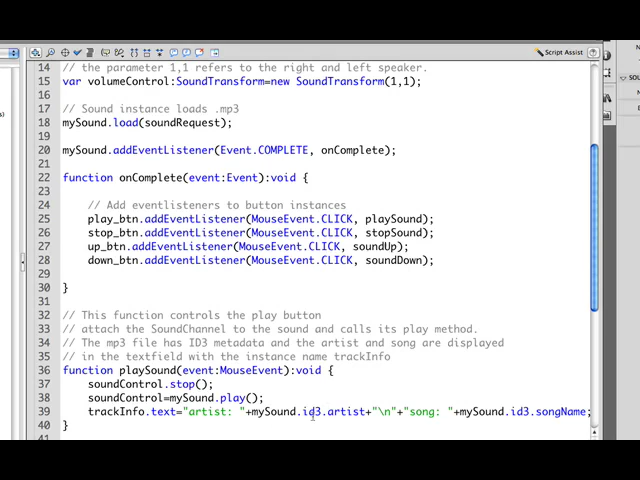 Script Assist
14 // the parameter 1,1 refers to the right and left speaker.
15 var volumeControl:SoundTransform=new SoundTransform(1,1);
16
17 // Sound instance loads .mp3
18 mySound.load(soundRequest);
19
20 mySound.addEventListener(Event.COMPLETE, onComplete);
21
22 function onComplete(event:Event):void {
23
24 // Add eventlisteners to button instances
25 play_btn.addEventListener(MouseEvent.CLICK, playSound);
26 stop_btn.addEventListener(MouseEvent.CLICK, stopSound);
27 up_btn.addEventListener(MouseEvent.CLICK, soundUp);
28 down_btn.addEventListener(MouseEvent.CLICK, soundDown);
29
30 }
31
32 // This function controls the play button
33 // attach the SoundChannel to the sound and calls its play method.
34 // The mp3 file has ID3 metadata and the artist and song are displayed
35 // in the textfield with the instance name trackInfo
36 function playSound(event:MouseEvent):void {
37 soundControl.stop();
38 soundControl=mySound.play();
39 trackInfo.text="artist: "+mySound.id3.artist+"\n"+"song: "+mySound.id3.songName;
40 }